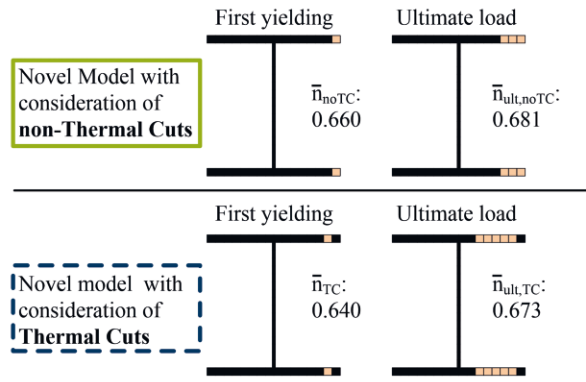 First yielding Ultimate load
Novel Model with
consideration of
non-Thermal Cuts
n̅noTC:
0.660
n̅ult,noTC:
0.681
First yielding Ultimate load
Novel model with
consideration of
Thermal Cuts
n̅TC:
0.640
n̅ult,TC:
0.673